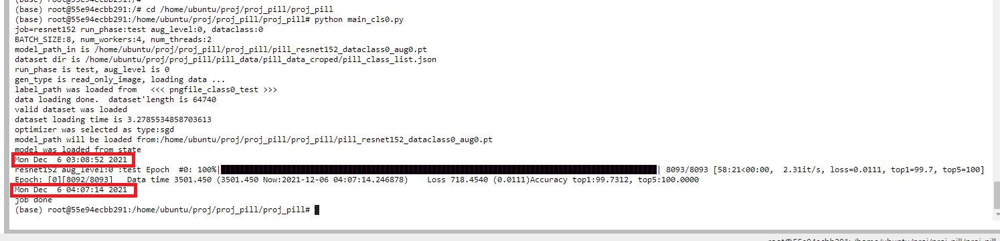 (base) root@55e94ecbb291:/# cd /home/ubuntu/proj/proj_pill/proj_pill
(base) root@55e94ecbb291:/home/ubuntu/proj/proj_pill/proj_pill# python main_cls0.py
job=resnet152 run_phase:test aug_level:0, dataclass:0
BATCH_SIZE:8, num_workers:4, num_threads:2
model_path_in is /home/ubuntu/proj/proj_pill/proj_pill/pill_resnet152_dataclass0_aug0.pt
dataset dir is /home/ubuntu/proj/proj_pill/pill_data/pill_data_croped/pill_class_list.json
run_phase is test, aug_level is 0
gen_type is read_only_image, loading data ...
label_path was loaded from   <<< pngfile_class0_test >>>
data loading done.  dataset'length is 64740
valid dataset was loaded
dataset loading time is 3.2785534858703613
optimizer was selected as type:sgd
model_path will be loaded from:/home/ubuntu/proj/proj_pill/proj_pill/pill_resnet152_dataclass0_aug0.pt
model was loaded from state
Mon Dec  6 03:08:52 2021
resnet152 aug_level:0 :test Epoch  #0: 100%| | 8093/8093 [58:21<00:00,  2.31it/s, loss=0.0111, top1=99.7, top5=100]
Epoch: [0][8092/8093]   Data time 3501.450 (3501.450 Now:2021-12-06 04:07:14.246878)    Loss 718.4540 (0.0111)Accuracy top1:99.7312, top5:100.0000
Mon Dec  6 04:07:14 2021
job done
(base) root@55e94ecbb291:/home/ubuntu/proj/proj_pill/proj_pill#